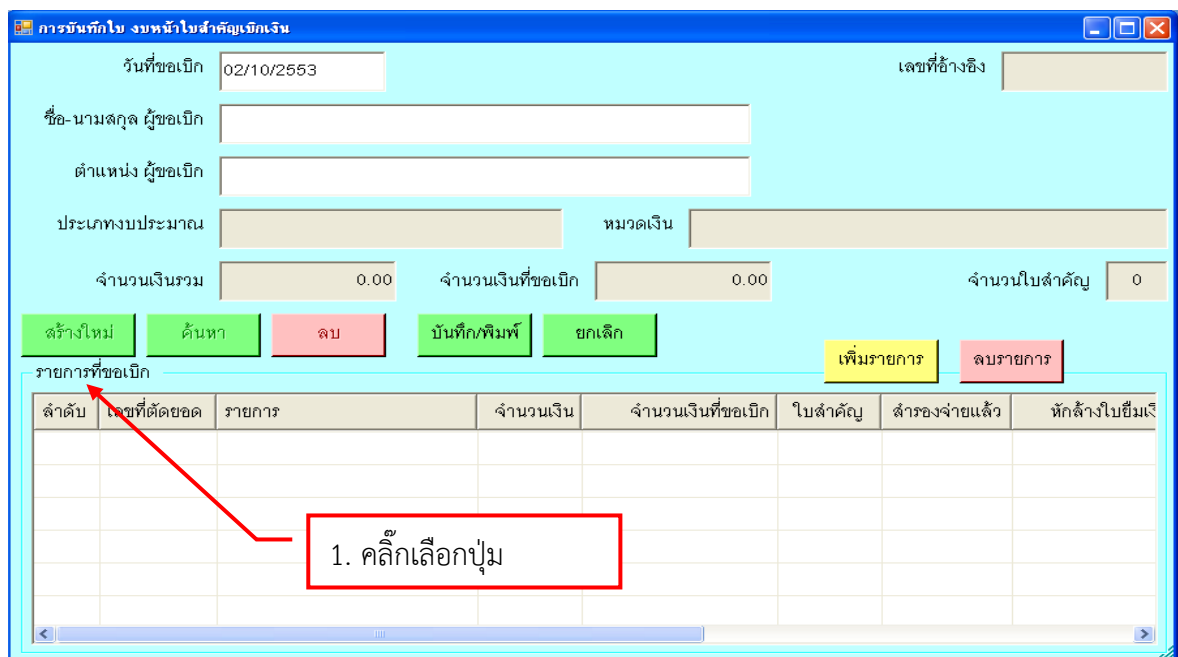 การบันทึกใบ งบหน้าใบสำคัญเบิกเงิน
วันที่ขอเบิก 02/10/2553 เลขที่อ้างอิง
ชื่อ-นามสกุล ผู้ขอเบิก
ตำแหน่ง ผู้ขอเบิก
ประเภทงบประมาณ หมวดเงิน
จำนวนเงินรวม 0.00 จำนวนเงินที่ขอเบิก 0.00 จำนวนใบสำคัญ 0
สร้างใหม่ ค้นหา ลบ บันทึก/พิมพ์ ยกเลิก เพิ่มรายการ ลบรายการ
รายการที่ขอเบิก
ลำดับ เลขที่ตัดยอด รายการ จำนวนเงิน จำนวนเงินที่ขอเบิก ใบสำคัญ สำรองจ่ายแล้ว หักล้างใบยืมเงิ
1. คลิ๊กเลือกปุ่ม